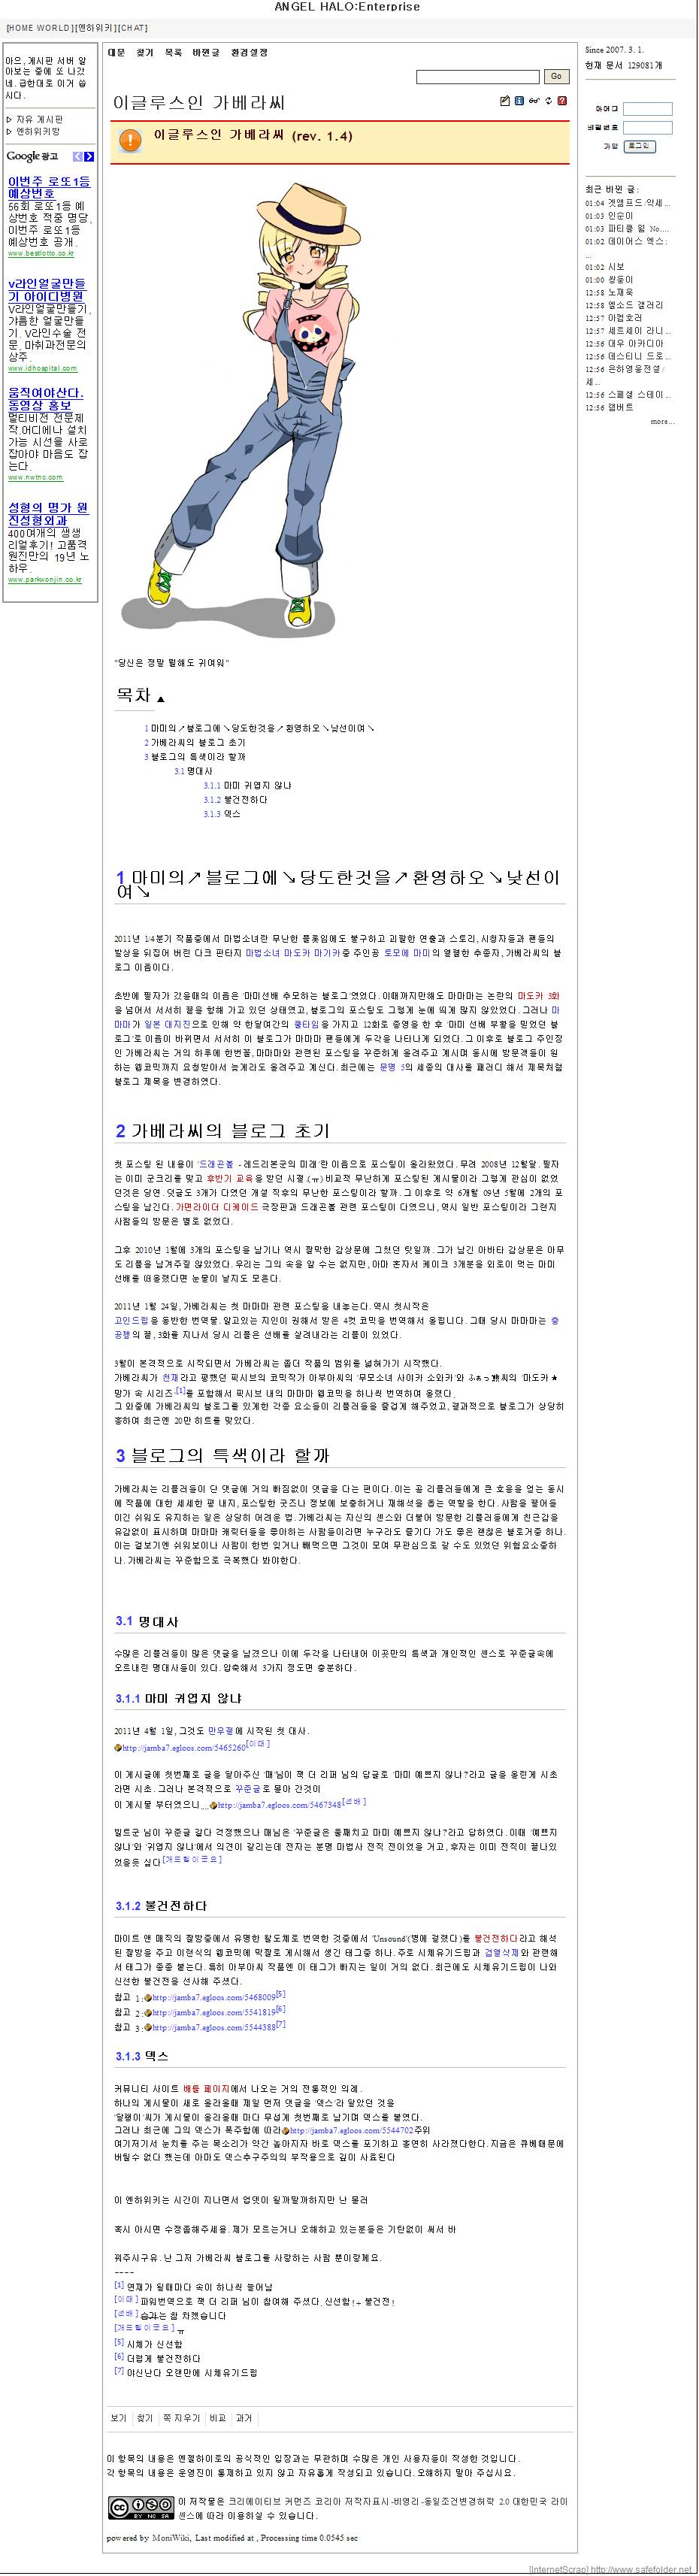 ANGEL HALO:Enterprise
[HOME WORLD][엔하위키][CHAT]
아으, 게시판 서버 알
아보는 중에 또 나갔
네. 급한대로 이거 씁
시다.
▷ 자유 게시판
▷ 엔하위키방
Google 광고
이번주 로또1등
예상번호
56회 로또1등 예
상번호 적중 명당,
이번주 로또1등
예상번호 공개.
www.bestlotto.co.kr
v라인얼굴만들
기 아이디병원
V라인얼굴만들기,
갸름한 얼굴만들
기. V라인수술 전
문, 마취과전문의
상주.
www.idhospital.com
움직여야산다.
동영상 홍보
멀티비전 전문제
작.어디에나 설치
가능 시선을 사로
잡아야 마음도 잡
는다.
www.nwtno.com
성형의 명가 원
진성형외과
400여개의 생생
리얼후기! 고품격
원진만의 19년 노
하우.
www.parkwonjin.co.kr
대문 찾기 목록 바뀐글 환경설정
Go
이글루스인 가베라씨
이글루스인 가베라씨 (rev. 1.4)
"당신은 정말 뭘해도 귀여워"
목차 ▲
1 마미의↗블로그에↘당도한것을↗환영하오↘낯선이여↘
2 가베라씨의 블로그 초기
3 블로그의 특색이라 할까
3.1 명대사
3.1.1 마미 귀엽지 않냐
3.1.2 불건전하다
3.1.3 덱스
1 마미의↗블로그에↘당도한것을↗환영하오↘낯선이
여↘
2011년 1/4분기 작품중에서 마법소녀란 무난한 플롯임에도 불구하고 괴랄한 연출과 스토리, 시청자들과 팬들의
발상을 뒤집어 버린 다크 판타지 마법소녀 마도카 마기카중 주인공 토모에 마미의 열렬한 추종자, 가베라씨의 블
로그 이름이다.
초반에 필자가 갔을때의 이름은 '마미선배 추모하는 블로그'였었다. 이때까지만해도 마마마는 논란의 마도카 3화
을 넘어서 서서히 끝을 향해 가고 있던 상태였고, 블로그의 포스팅도 그렇게 눈에 띄게 많지 않았었다. 그러나 마
마마가 일본 대지진으로 인해 약 한달여간의 쿨타임을 가지고 12화로 종영을 한 후 '마미 선배 부활을 믿었던 블
로그'로 이름이 바뀌면서 서서히 이 블로그가 마마마 팬들에게 두각을 나타나게 되었다. 그 이후로 블로그 주인장
인 가베라씨는 거의 하루에 한번꼴, 마마마와 관련된 포스팅을 꾸준하게 올려주고 계시며 동시에 방문객들이 원
하는 웹코믹까지 요청받아서 늦게라도 올려주고 계신다. 최근에는 문명 5의 세종의 대사를 패러디 해서 제목처럼
블로그 제목을 변경하였다.
2 가베라씨의 블로그 초기
첫 포스팅 된 내용이 '드래곤볼 - 레드리본군의 미래'란 이름으로 포스팅이 올라왔었다. 무려 2008년 12월달. 필자
는 이미 군크리를 맞고 후반기 교육을 받던 시절.(ㅠ) 비교적 무난하게 포스팅된 게시물이라 그렇게 관심이 없었
던것은 당연. 댓글도 3개가 다였던 개설 직후의 무난한 포스팅이라 할까. 그 이후로 약 6개월 09년 5월에 2개의 포
스팅을 남긴다. 가면라이더 디케이드 극장판과 드래곤볼 관련 포스팅이 다였으나, 역시 일반 포스팅이라 그런지
사람들의 방문은 별로 없었다.
그후 2010년 1월에 3개의 포스팅을 남기나 역시 짤막한 감상문에 그쳤던 탓일까. 그가 남긴 아바타 감상문은 아무
도 리플을 남겨주질 않았었다. 우리는 그의 속을 알 수는 없지만, 아마 혼자서 케이크 3개분을 외로이 먹는 마미
선배를 떠올렸다면 눈물이 날지도 모른다.
2011년 1월 24일, 가베라씨는 첫 마마마 관련 포스팅을 내놓는다. 역시 첫시작은
고인드립을 동반한 번역물. 알고있는 지인이 권해서 받은 4컷 코믹을 번역해서 올립니다. 그때 당시 마마마는 충
공깽의 끝, 3화를 지나서 당시 리플은 선배를 살려내라는 리플이 있었다.
3월이 본격적으로 시작되면서 가베라씨는 좀더 작품의 범위를 넓혀가기 시작했다.
가베라씨가 천재라고 평했던 픽시브의 코믹작가 아부아씨의 '무모소녀 사이카 소와카'와 ふぁっ熊씨의 '마도카★
망가 속 시리즈'[1]를 포함해서 픽시브 내의 마마마 웹코믹을 하나씩 번역하여 올렸다.
그 와중에 가베라씨의 블로그를 있게한 각종 요소들이 리플러들을 즐겁게 해주었고, 결과적으로 블로그가 상당히
흥하여 최근엔 20만 히트를 맞았다.
3 블로그의 특색이라 할까
가베라씨는 리플러들이 단 댓글에 거의 빠짐없이 댓글을 다는 편이다. 이는 곧 리플러들에게 큰 호응을 얻는 동시
에 작품에 대한 세세한 평 내지, 포스팅한 굿즈나 정보에 보충하거나 재해석을 돕는 역할을 한다. 사람을 끌어들
이긴 쉬워도 유지하는 일은 상당히 어려운 법. 가베라씨는 자신의 센스와 더불어 방문한 리플러들에게 친근감을
유감없이 표시하며 마마마 캐릭터들을 좋아하는 사람들이라면 누구라도 즐기다 가도 좋은 괜찮은 블로거중 하나.
이는 겉보기엔 쉬워보이나 사람이 한번 잊거나 빼먹으면 그것이 모여 무관심으로 갈 수도 있었던 위험요소중하
나. 가베라씨는 꾸준함으로 극복했다 봐야한다.
3.1 명대사
수많은 리플러들이 많은 댓글을 남겼으나 이에 두각을 나타내어 이곳만의 특색과 개인적인 센스로 꾸준글속에
오르내린 명대사들이 있다. 압축해서 3가지 정도면 충분하다.
3.1.1 마미 귀엽지 않냐
2011년 4월 1일, 그것도 만우절에 시작된 첫 대사.
http://jamba7.egloos.com/5465260[이때]
이 게시글에 첫번째로 글을 달아주신 '매'님이 잭 더 리퍼 님의 답글로 '마미 예쁘지 않냐?'라고 글을 올린게 시초
라면 시초. 그러나 본격적으로 꾸준글로 몰아 간것이
이 게시물 부터였으니.... http://jamba7.egloos.com/5467348[선배]
밀트군 님이 꾸준글 같다 걱정했으나 매님은 '꾸준글은 둘째치고 마미 예쁘지 않냐?'라고 답하였다. 이때 '예쁘지
않냐'와 '귀엽지 않냐'에서 의견이 갈리는데 전자는 분명 마법사 전직 전이었을 거고, 후자는 이미 전직이 끝나있
었을듯 싶다[개드립이군요]
3.1.2 불건전하다
마이트 앤 매직의 짤방중에서 유명한 왈도체로 번역한 것중에서 'Unsound'(병에 걸렸다)를 불건전하다라고 해석
된 짤방을 주고 이현식의 웹코믹에 막짤로 게시해서 생긴 태그중 하나. 주로 시체유기드립과 검열삭제와 관련해
서 태그가 종종 붙는다. 특히 아부아씨 작품엔 이 태그가 빠지는 일이 거의 없다. 최근에도 시체유기드립이 나와
신선한 불건전을 선사해 주셨다.
참고 1: http://jamba7.egloos.com/5468009[5]
참고 2: http://jamba7.egloos.com/5541819[6]
참고 3: http://jamba7.egloos.com/5544388[7]
3.1.3 덱스
커뮤니티 사이트 배틀 페이지에서 나오는 거의 전통적인 의례.
하나의 게시물이 새로 올라올때 제일 먼저 댓글을 '덱스'라 달았던 것을
'달팽이'씨가 게시물이 올라올때 마다 무섭게 첫번째로 남기며 덱스를 붙였다.
그러나 최근에 그의 덱스가 폭주함에 따라 http://jamba7.egloos.com/5544702주위
여기저기서 눈치를 주는 목소리가 약간 높아지자 바로 덱스를 포기하고 홀연히 사라졌다한다. 지금은 큐베때문에
버틸수 없다 했는데 아마도 덱스추구주의의 부작용으로 깊이 사료된다
이 엔하위키는 시간이 지나면서 업뎃이 될까말까하지만 난 몰러
혹시 아시면 수정좀해주세욜. 제가 모르는거나 오해하고 있는분들은 기탄없이 써서 바
꿔주시구유. 난 그저 가베라씨 블로그를 사랑하는 사람 뿐이랑께요.
----
[1] 연재가 될때마다 속이 하나씩 늘어남
[이때] 파워번역으로 잭 더 리퍼 님이 참여해 주셨다. 신선함!÷ 불건전!
[선배] 습격는 참 차겠습니다
[개드립이군요] ㅠ
[5] 시체가 신선함
[6] 더럽게 불건전하다
[7] 야신난다 오랜만에 시체유기드립
보기 찾기 쪽 지우기 비교 과거
이 항목의 내용은 엔젤하이로의 공식적인 입장과는 무관하며 수많은 개인 사용자들이 작성한 것입니다.
각 항목의 내용은 운영진이 통제하고 있지 않고 자유롭게 작성되고 있습니다. 오해하지 말아 주십시요.
CC BY NC SA
이 저작물은 크리에이티브 커먼즈 코리아 저작자표시-비영리-동일조건변경허락 2.0 대한민국 라이
센스에 따라 이용하실 수 있습니다.
powered by MoniWiki, Last modified at , Processing time 0.0545 sec
Since 2007. 3. 1.
현재 문서 129081개
아이디
비밀번호
가입 로그인
최근 바뀐 글:
01:04 겟앰프드/악세...
01:03 인순이
01:03 파티클 윔 No....
01:02 데이어스 엑스:
...
01:02 시보
01:00 쌍둥이
12:58 노재욱
12:58 엘소드 갤러리
12:57 아컴호러
12:57 세르세이 라니...
12:56 대우 아카디아
12:56 데스티니 드로...
12:56 은하영웅전설/
세...
12:56 스페셜 스테이...
12:56 램버트
more...
[InternetScrap] http://www.safefolder.net